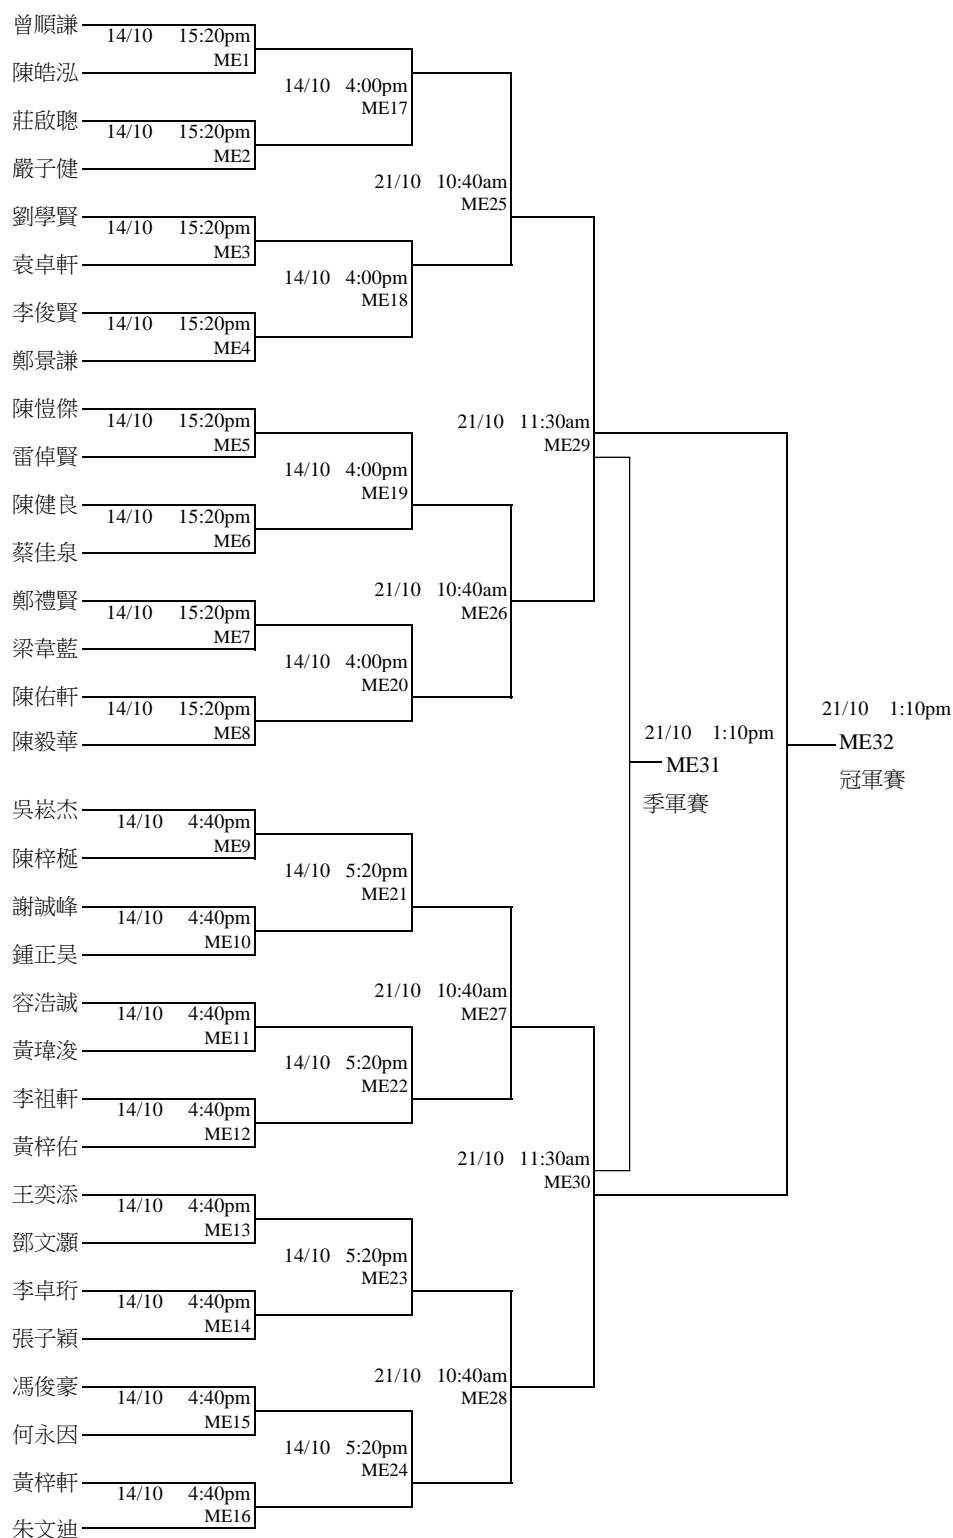 曾順謙
14/10 15:20pm
ME1
陳皓泓
14/10 4:00pm
ME17
莊啟聰
14/10 15:20pm
ME2
嚴子健
21/10 10:40am
ME25
劉學賢
14/10 15:20pm
ME3
袁卓軒
14/10 4:00pm
ME18
李俊賢
14/10 15:20pm
ME4
鄭景謙
陳愷傑
14/10 15:20pm
ME5
21/10 11:30am
ME29
雷倬賢
14/10 4:00pm
ME19
陳健良
14/10 15:20pm
ME6
蔡佳泉
21/10 10:40am
ME26
鄭禮賢
14/10 15:20pm
ME7
梁韋藍
14/10 4:00pm
ME20
陳佑軒
14/10 15:20pm
ME8
陳毅華
21/10 1:10pm
ME31
季軍賽
21/10 1:10pm
ME32
冠軍賽
吳崧杰
14/10 4:40pm
ME9
陳梓榳
14/10 5:20pm
ME21
謝誠峰
14/10 4:40pm
ME10
鍾正昊
21/10 10:40am
ME27
容浩誠
14/10 4:40pm
ME11
黃瑋浚
14/10 5:20pm
ME22
李祖軒
14/10 4:40pm
ME12
黃梓佑
21/10 11:30am
ME30
王奕添
14/10 4:40pm
ME13
鄧文灝
14/10 5:20pm
ME23
李卓珩
14/10 4:40pm
ME14
張子穎
21/10 10:40am
ME28
馮俊豪
14/10 4:40pm
ME15
何永因
14/10 5:20pm
ME24
黃梓軒
14/10 4:40pm
ME16
朱文迪